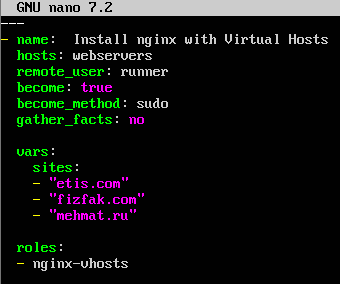 GNU nano 7.2
---
- name:  Install nginx with Virtual Hosts
  hosts: webservers
  remote_user: runner
  become: true
  become_method: sudo
  gather_facts: no

  vars:
    sites:
    - "etis.com"
    - "fizfak.com"
    - "mehmat.ru"

  roles:
  - nginx-vhosts